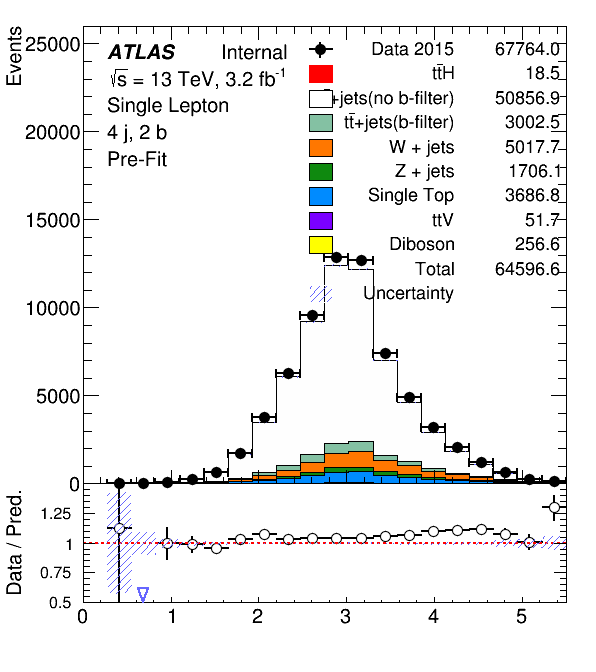 ATLAS Internal
√s = 13 TeV, 3.2 fb⁻¹
Single Lepton
4 j, 2 b
Pre-Fit
Data 2015 67764.0
tt̄H 18.5
+jets(no b-filter) 50856.9
tt̄+jets(b-filter) 3002.5
W + jets 5017.7
Z + jets 1706.1
Single Top 3686.8
ttV 51.7
Diboson 256.6
Total 64596.6
Uncertainty
Events
25000
20000
15000
10000
5000
0
Data / Pred.
1.25
1
0.75
0.5
0 1 2 3 4 5